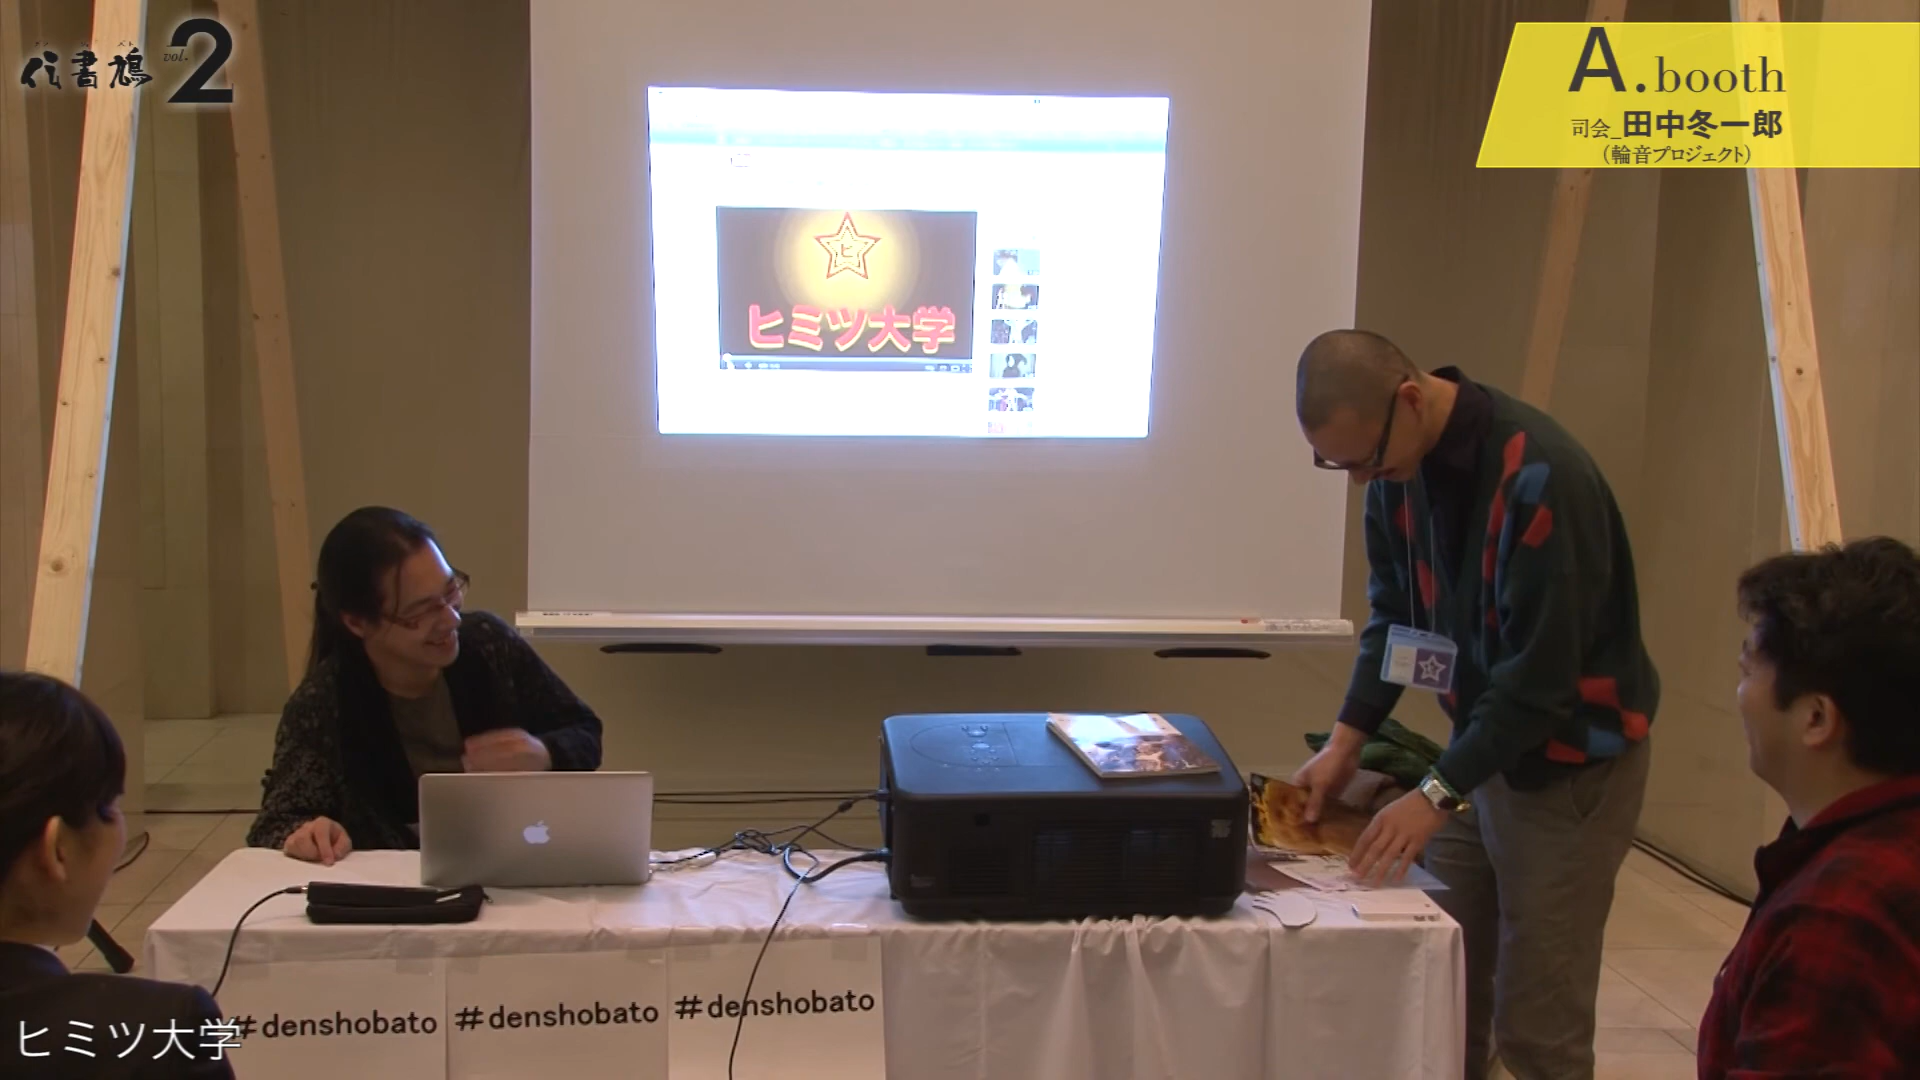 伝書鳩 vol.2
A.booth
司会_田中冬一郎
(輪音プロジェクト)
ヒ
ヒミツ大学
#denshobato
#denshobato
#denshobato
ヒミツ大学